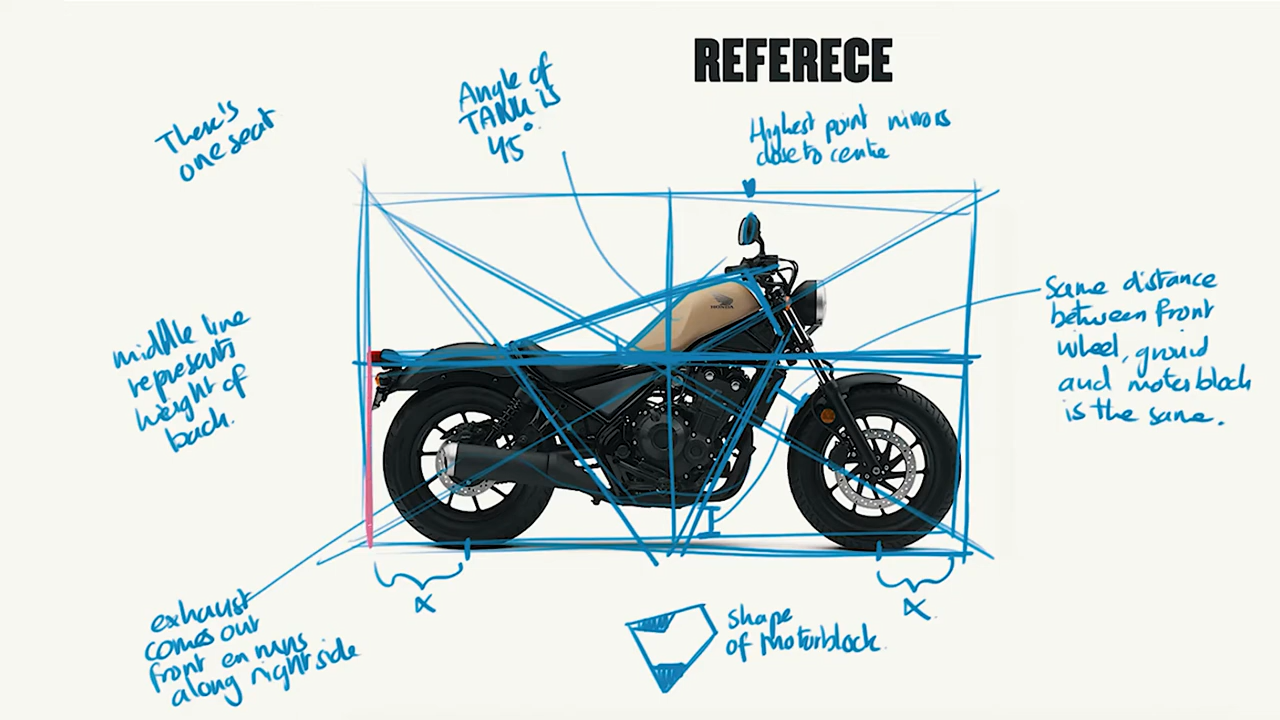 REFERECE
There's
one seat
Angle of
TANK is
45°.
Highest point mirrors
close to centre
HONDA
Same distance
between front
wheel, ground
and motorblock
is the same.
middle line
represents
height of
back.
α
α
exhaust
comes out
front en runs
along right side
shape
of Motorblock.